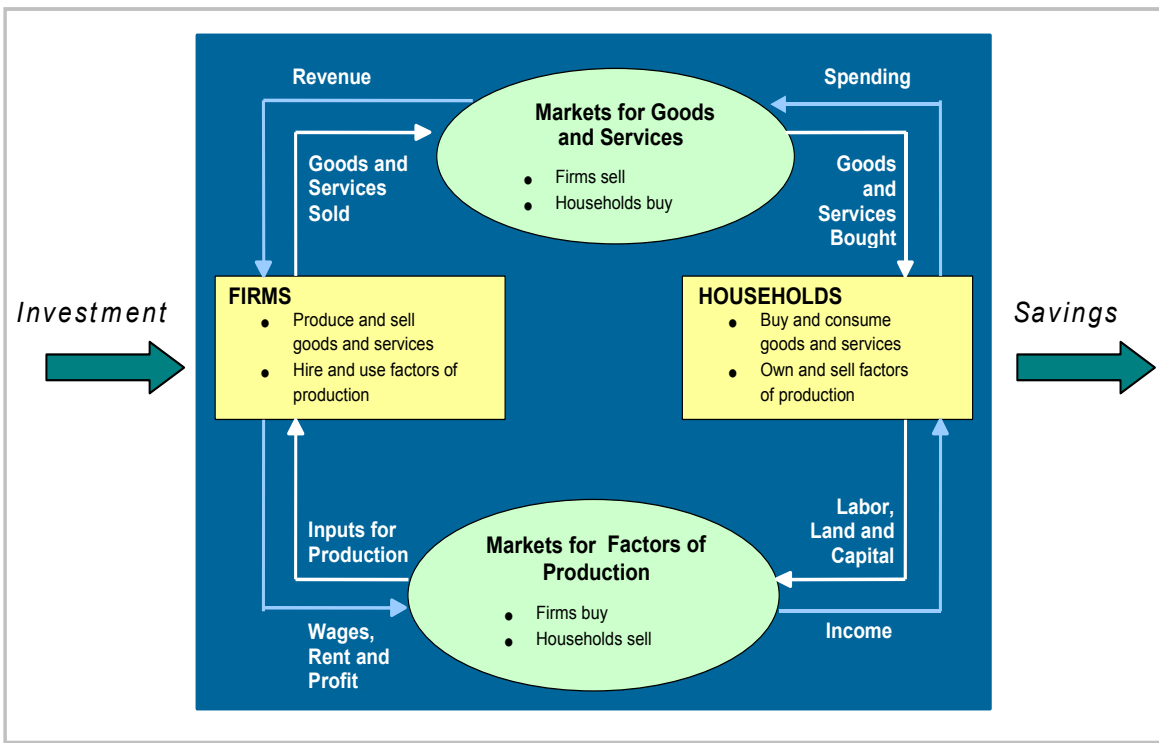 Revenue
Spending
Markets for Goods
and Services
● Firms sell
● Households buy
Goods and
Services
Sold
Goods
and
Services
Bought
Investment
FIRMS
● Produce and sell
goods and services
● Hire and use factors of
production
HOUSEHOLDS
● Buy and consume
goods and services
● Own and sell factors
of production
Savings
Inputs for
Production
Markets for Factors of
Production
● Firms buy
● Households sell
Labor,
Land and
Capital
Wages,
Rent and
Profit
Income